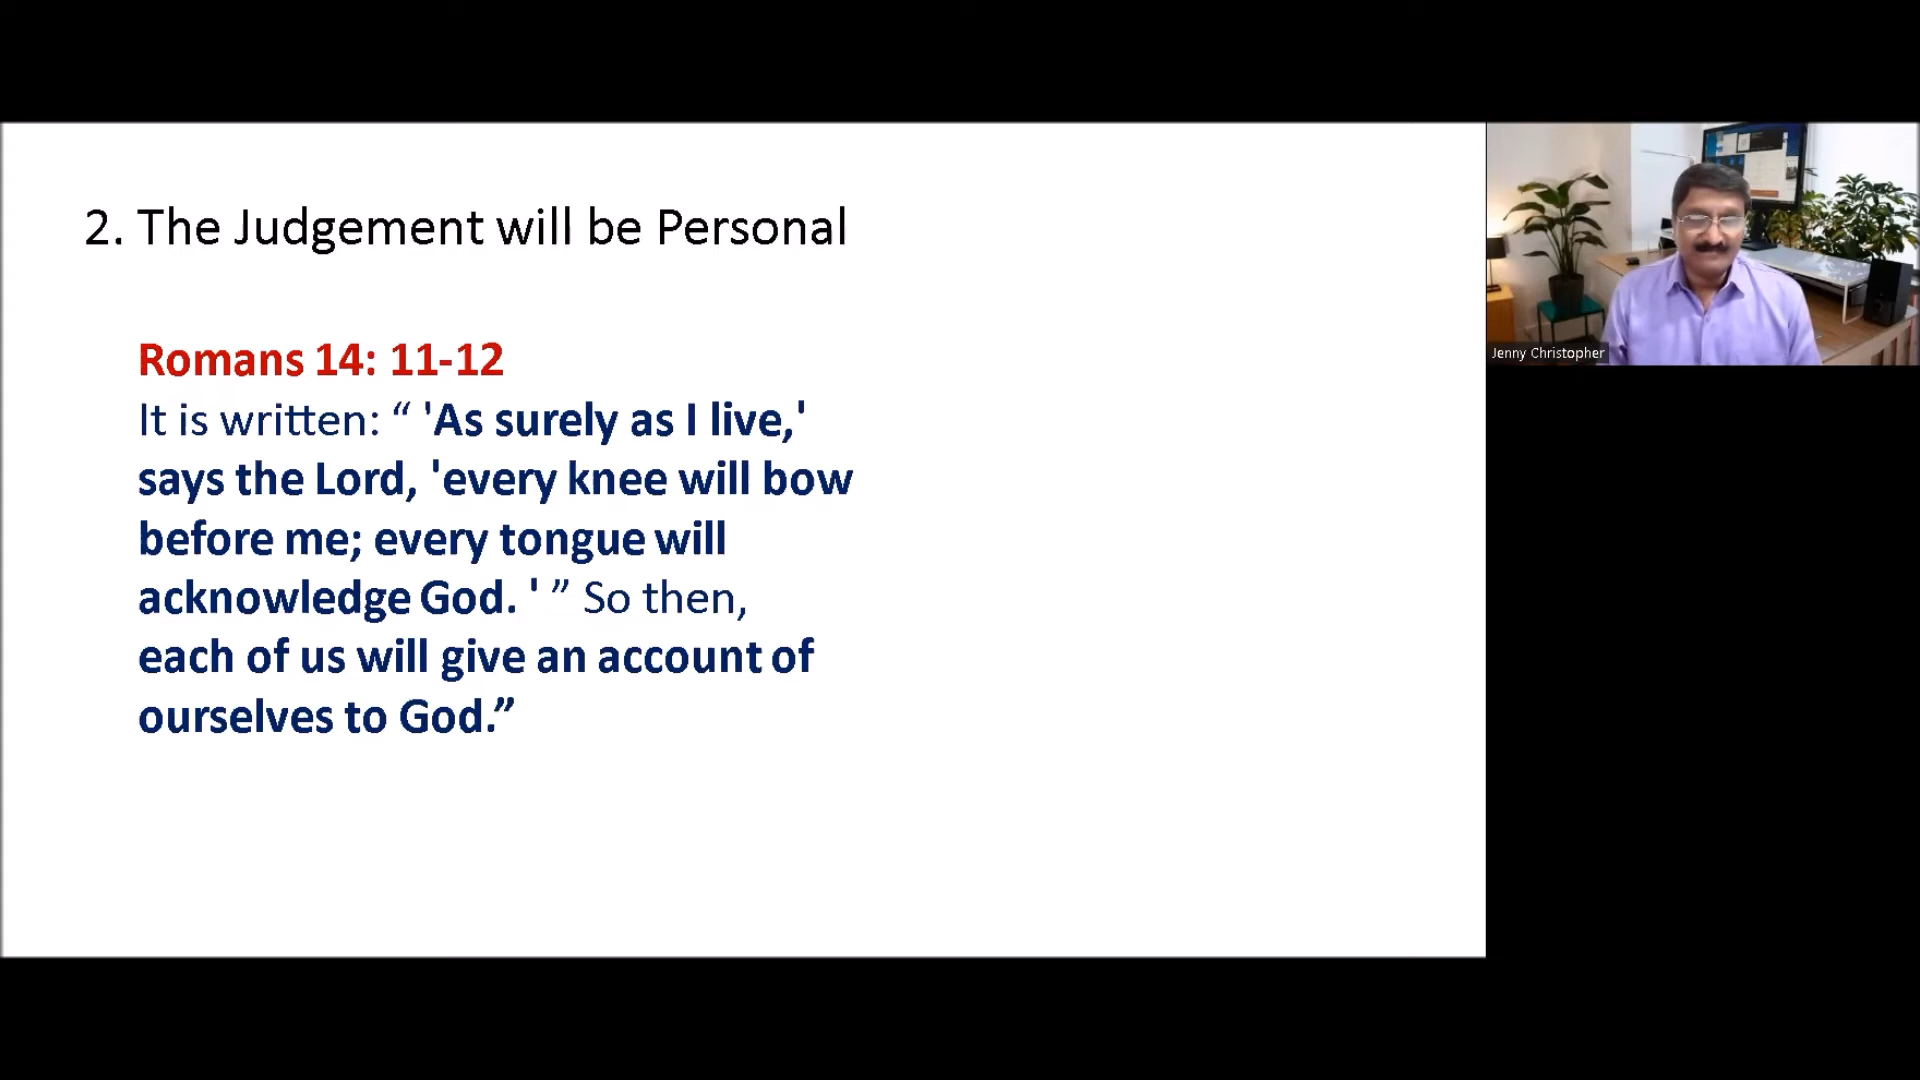 2. The Judgement will be Personal
Romans 14: 11-12
It is written: “ 'As surely as I live,'
says the Lord, 'every knee will bow
before me; every tongue will
acknowledge God. ' ” So then,
each of us will give an account of
ourselves to God.”
Jenny Christopher